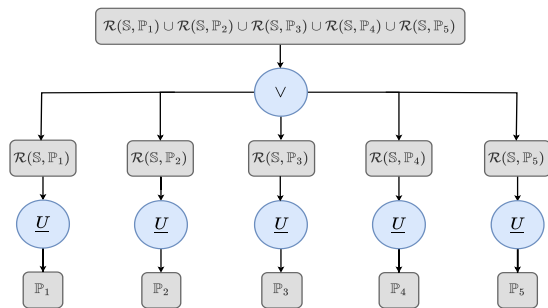 ℛ(𝕊, ℙ₁) ∪ ℛ(𝕊, ℙ₂) ∪ ℛ(𝕊, ℙ₃) ∪ ℛ(𝕊, ℙ₄) ∪ ℛ(𝕊, ℙ₅)
∨
ℛ(𝕊, ℙ₁) ℛ(𝕊, ℙ₂) ℛ(𝕊, ℙ₃) ℛ(𝕊, ℙ₄) ℛ(𝕊, ℙ₅)
U̲ U̲ U̲ U̲ U̲
ℙ₁ ℙ₂ ℙ₃ ℙ₄ ℙ₅